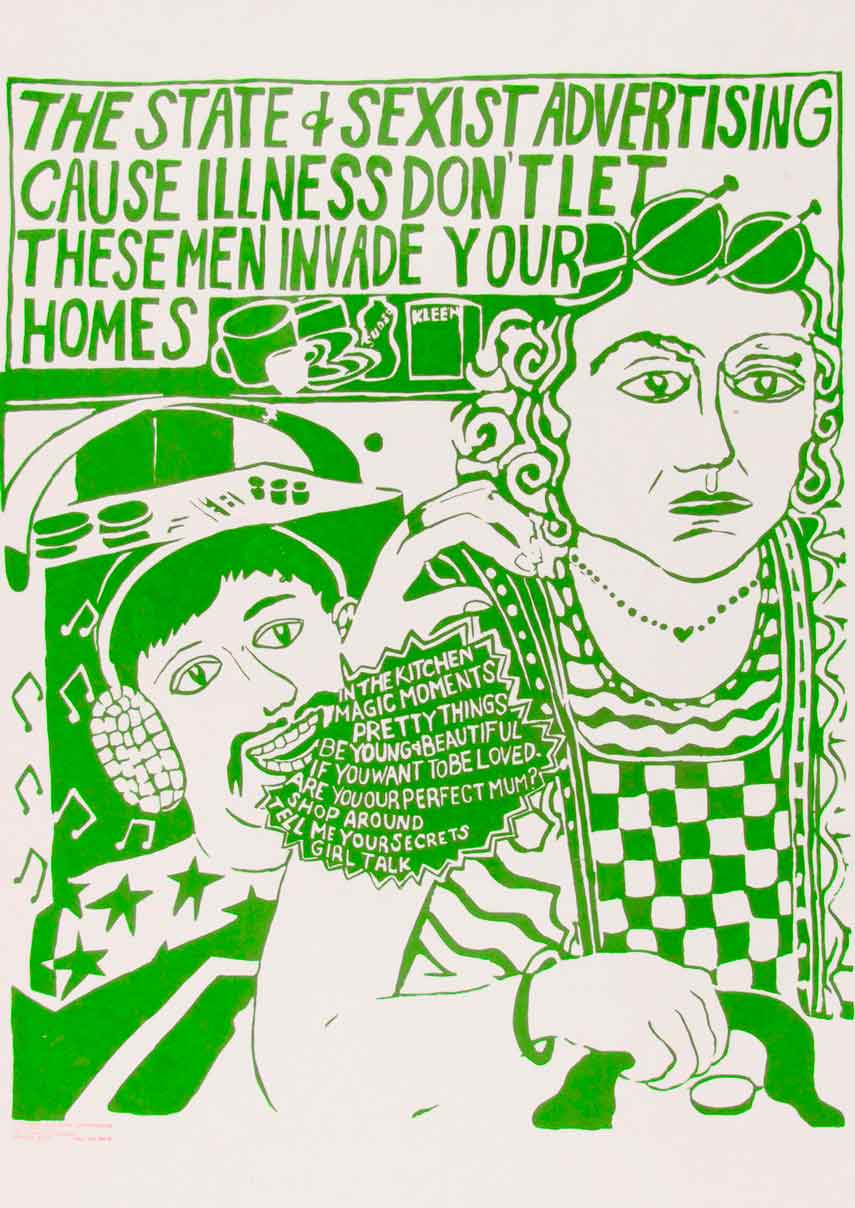 THE STATE & SEXIST ADVERTISING
CAUSE ILLNESS DON'T LET
THESE MEN INVADE YOUR
HOMES
SUDSO
KLEEN
IN THE KITCHEN
MAGIC MOMENTS
PRETTY THINGS
BE YOUNG & BEAUTIFUL
IF YOU WANT TO BE LOVED.
ARE YOU OUR PERFECT MUM?
SHOP AROUND
TELL ME YOUR SECRETS
GIRL TALK